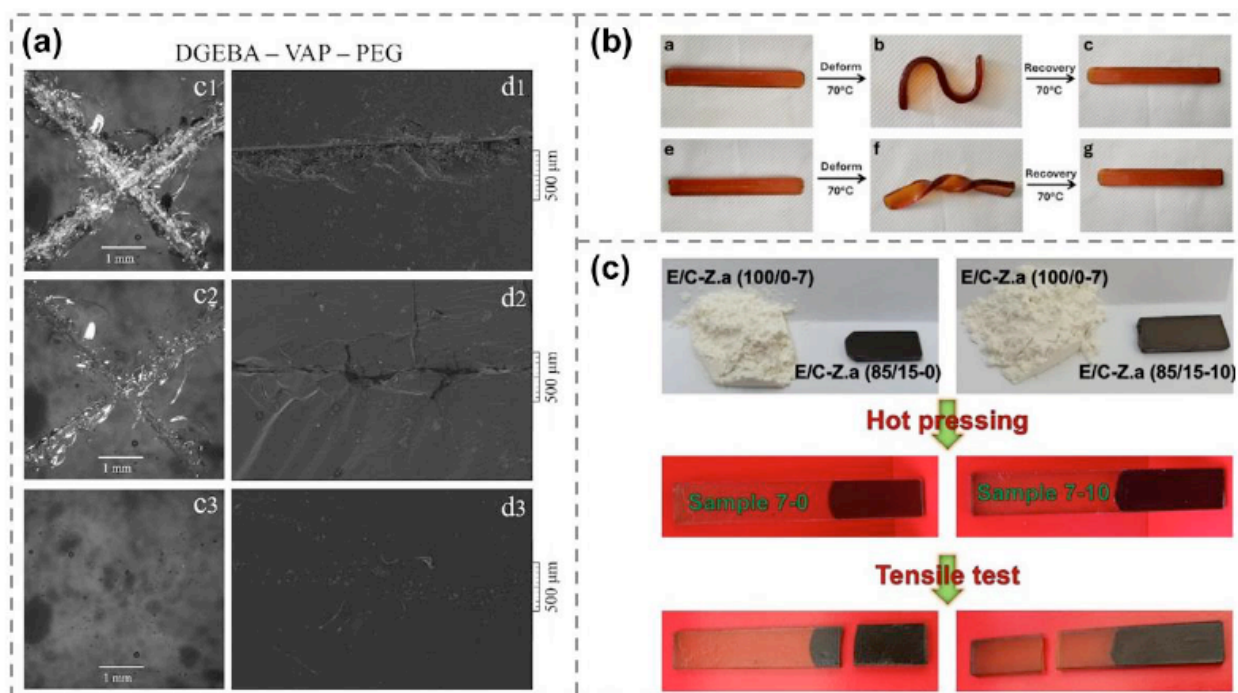 (a)
DGEBA – VAP – PEG
c1
1 mm
d1
500 μm
c2
1 mm
d2
500 μm
c3
1 mm
d3
500 μm
(b)
a
Deform
70°C
b
Recovery
70°C
c
e
Deform
70°C
f
Recovery
70°C
g
(c)
E/C-Z.a (100/0-7)
E/C-Z.a (85/15-0)
E/C-Z.a (100/0-7)
E/C-Z.a (85/15-10)
Hot pressing
Sample 7-0
Sample 7-10
Tensile test